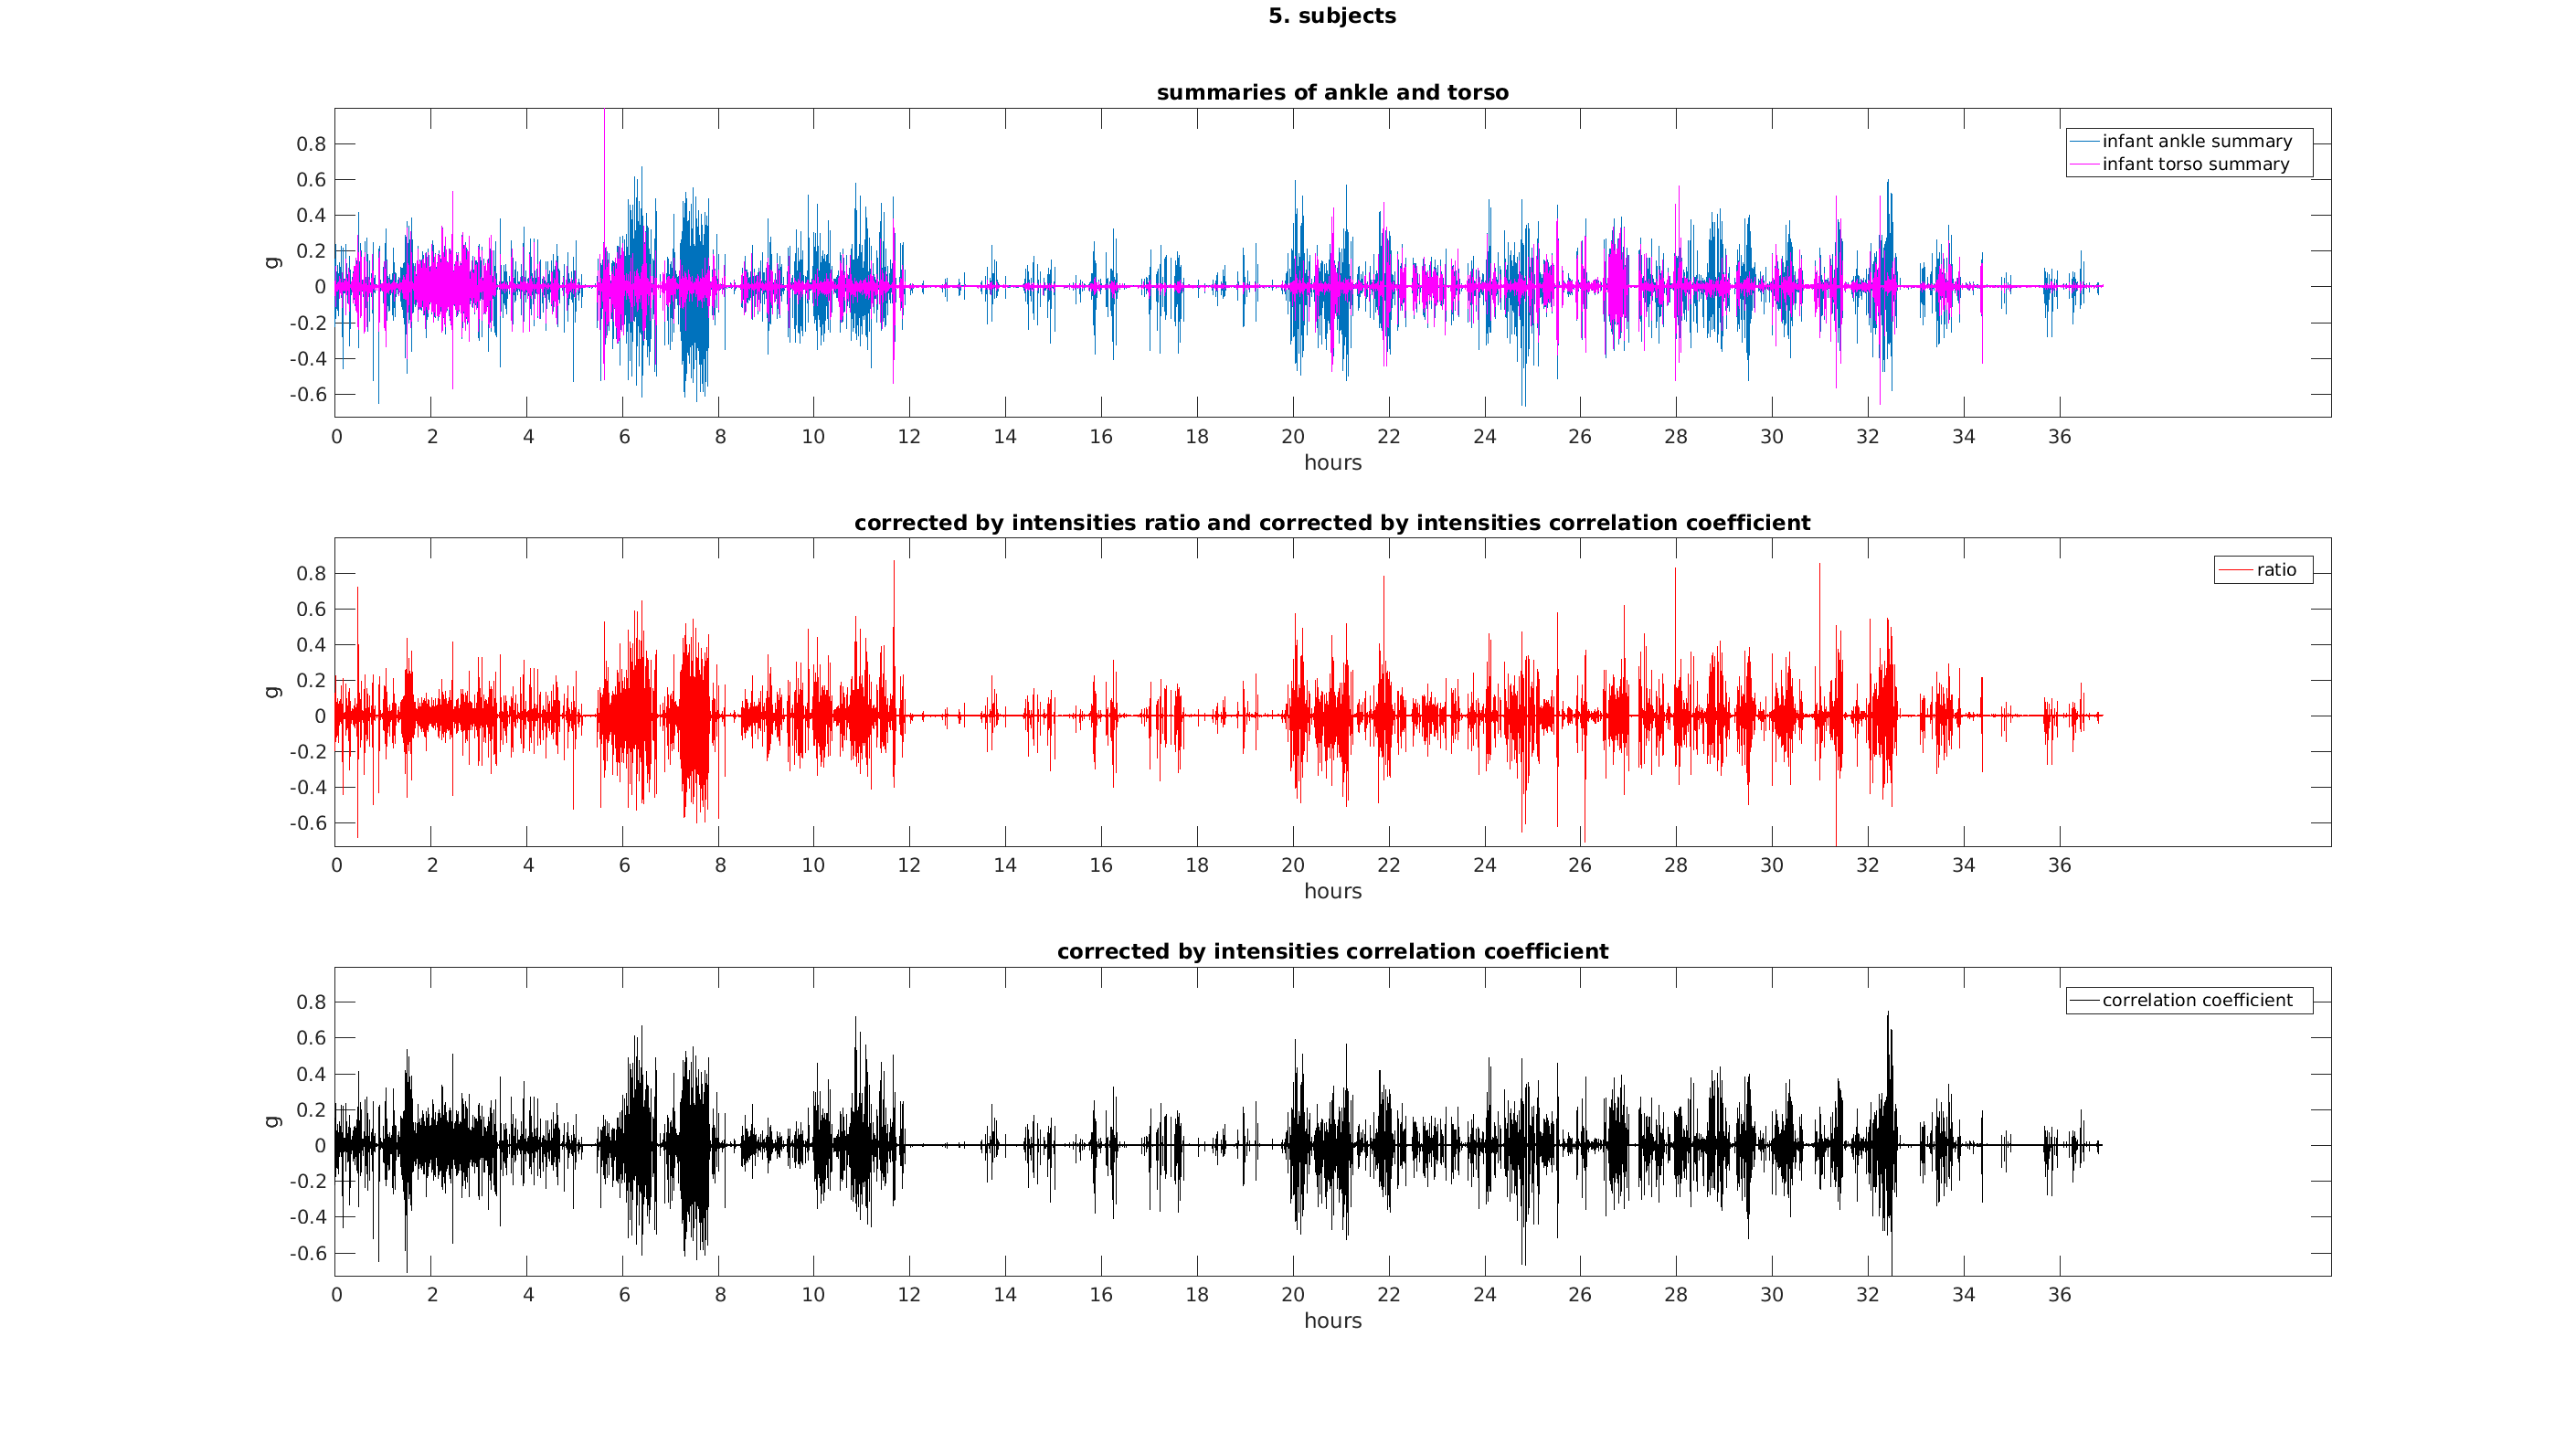 5. subjects
summaries of ankle and torso
infant ankle summary
infant torso summary
0.8
0.6
0.4
0.2
0
-0.2
-0.4
-0.6
g
0 2 4 6 8 10 12 14 16 18 20 22 24 26 28 30 32 34 36
hours
corrected by intensities ratio and corrected by intensities correlation coefficient
ratio
0.8
0.6
0.4
0.2
0
-0.2
-0.4
-0.6
g
0 2 4 6 8 10 12 14 16 18 20 22 24 26 28 30 32 34 36
hours
corrected by intensities correlation coefficient
correlation coefficient
0.8
0.6
0.4
0.2
0
-0.2
-0.4
-0.6
g
0 2 4 6 8 10 12 14 16 18 20 22 24 26 28 30 32 34 36
hours